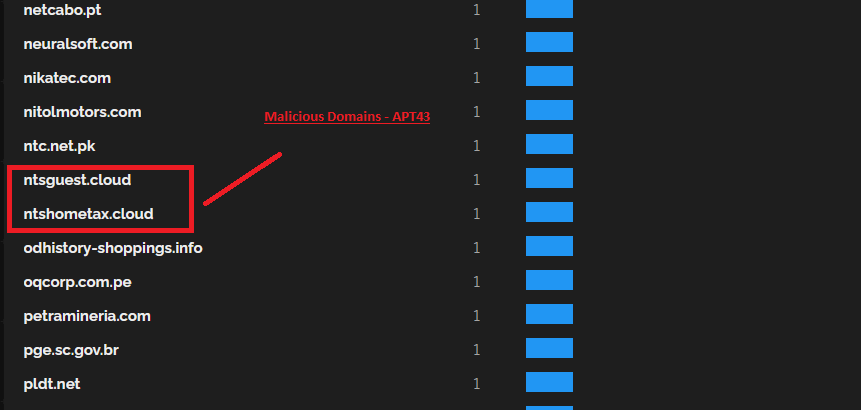 netcabo.pt 1
neuralsoft.com 1
nikatec.com 1
nitolmotors.com 1
Malicious Domains - APT43
ntc.net.pk 1
ntsguest.cloud 1
ntshometax.cloud 1
odhistory-shoppings.info 1
oqcorp.com.pe 1
petramineria.com 1
pge.sc.gov.br 1
pldt.net 1